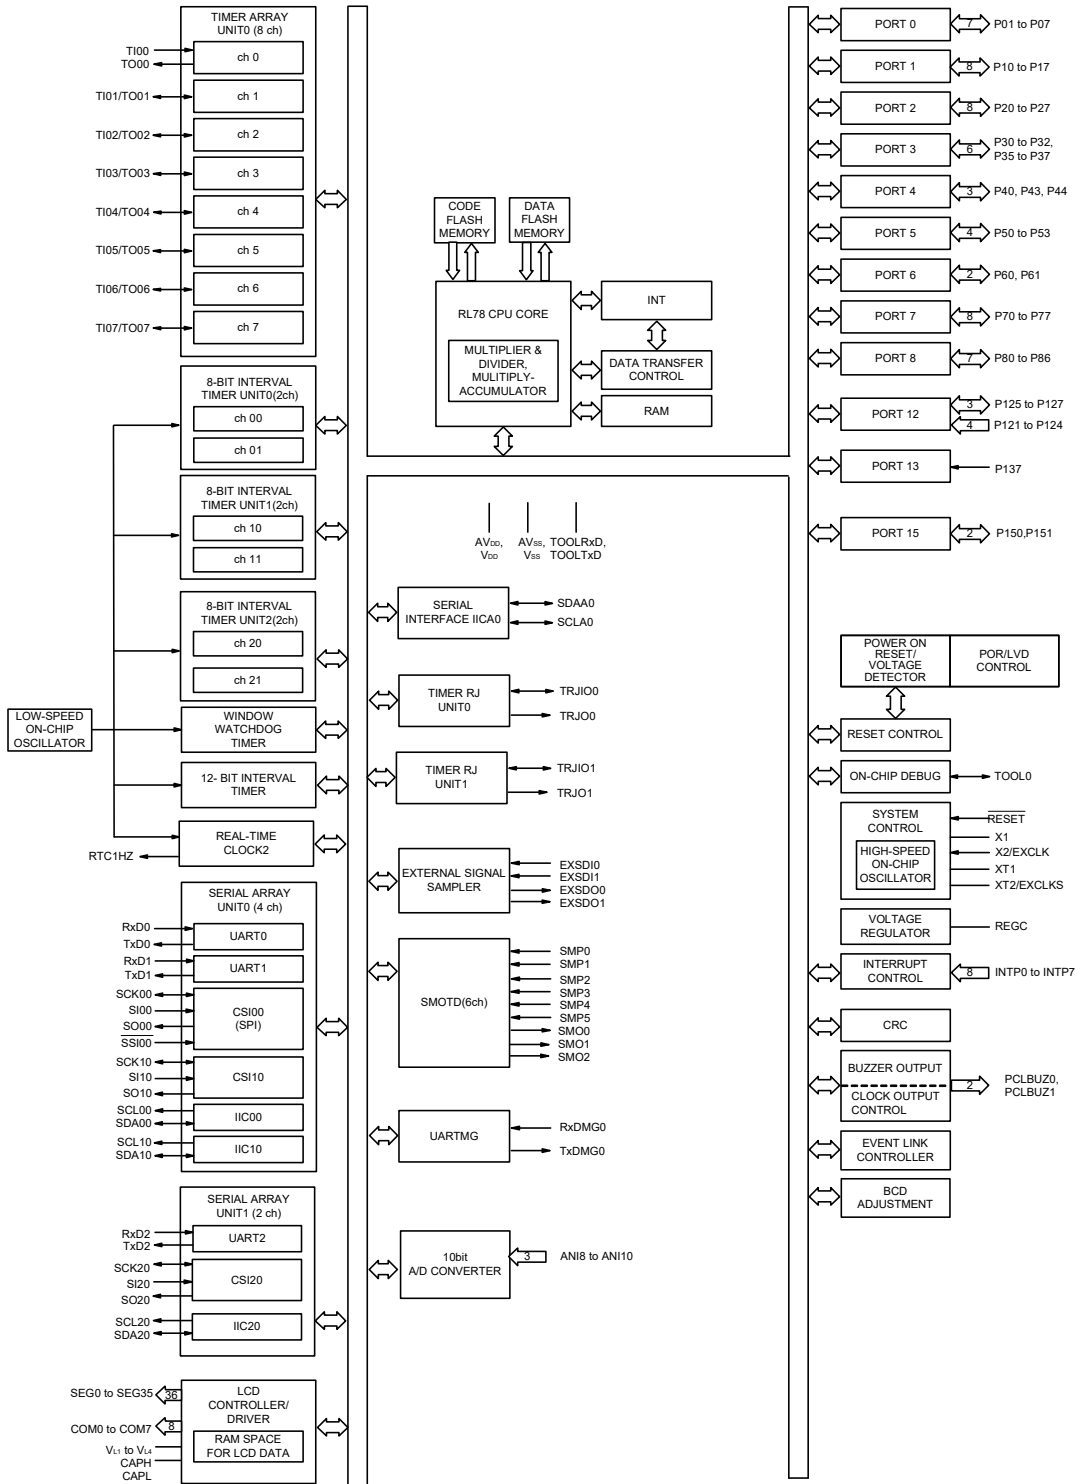 TIMER ARRAY
UNIT0 (8 ch)
TI00
TO00
ch 0
TI01/TO01
ch 1
TI02/TO02
ch 2
TI03/TO03
ch 3
TI04/TO04
ch 4
TI05/TO05
ch 5
TI06/TO06
ch 6
TI07/TO07
ch 7
8-BIT INTERVAL
TIMER UNIT0(2ch)
ch 00
ch 01
8-BIT INTERVAL
TIMER UNIT1(2ch)
ch 10
ch 11
8-BIT INTERVAL
TIMER UNIT2(2ch)
ch 20
ch 21
LOW-SPEED
ON-CHIP
OSCILLATOR
WINDOW
WATCHDOG
TIMER
12- BIT INTERVAL
TIMER
REAL-TIME
CLOCK2
RTC1HZ
SERIAL ARRAY
UNIT0 (4 ch)
RxD0
TxD0
UART0
RxD1
TxD1
UART1
SCK00
SI00
SO00
SSI00
CSI00
(SPI)
SCK10
SI10
SO10
CSI10
SCL00
SDA00
IIC00
SCL10
SDA10
IIC10
SERIAL ARRAY
UNIT1 (2 ch)
RxD2
TxD2
UART2
SCK20
SI20
SO20
CSI20
SCL20
SDA20
IIC20
SEG0 to SEG35
36
COM0 to COM7
8
VL1 to VL4
CAPH
CAPL
LCD
CONTROLLER/
DRIVER
RAM SPACE
FOR LCD DATA
CODE
FLASH
MEMORY
DATA
FLASH
MEMORY
RL78 CPU CORE
MULTIPLIER &
DIVIDER,
MULITIPLY-
ACCUMULATOR
INT
DATA TRANSFER
CONTROL
RAM
AVDD,
VDD
AVSS,
VSS
TOOLRxD,
TOOLTxD
SERIAL
INTERFACE IICA0
SDAA0
SCLA0
TIMER RJ
UNIT0
TRJIO0
TRJO0
TIMER RJ
UNIT1
TRJIO1
TRJO1
EXTERNAL SIGNAL
SAMPLER
EXSDI0
EXSDI1
EXSDO0
EXSDO1
SMOTD(6ch)
SMP0
SMP1
SMP2
SMP3
SMP4
SMP5
SMO0
SMO1
SMO2
UARTMG
RxDMG0
TxDMG0
10bit
A/D CONVERTER
3
ANI8 to ANI10
PORT 0
7
P01 to P07
PORT 1
8
P10 to P17
PORT 2
8
P20 to P27
PORT 3
6
P30 to P32,
P35 to P37
PORT 4
3
P40, P43, P44
PORT 5
4
P50 to P53
PORT 6
2
P60, P61
PORT 7
8
P70 to P77
PORT 8
7
P80 to P86
PORT 12
3
P125 to P127
4
P121 to P124
PORT 13
P137
PORT 15
2
P150,P151
POWER ON
RESET/
VOLTAGE
DETECTOR
POR/LVD
CONTROL
RESET CONTROL
ON-CHIP DEBUG
TOOL0
SYSTEM
CONTROL
HIGH-SPEED
ON-CHIP
OSCILLATOR
RESET
X1
X2/EXCLK
XT1
XT2/EXCLKS
VOLTAGE
REGULATOR
REGC
INTERRUPT
CONTROL
8
INTP0 to INTP7
CRC
BUZZER OUTPUT
CLOCK OUTPUT
CONTROL
2
PCLBUZ0,
PCLBUZ1
EVENT LINK
CONTROLLER
BCD
ADJUSTMENT